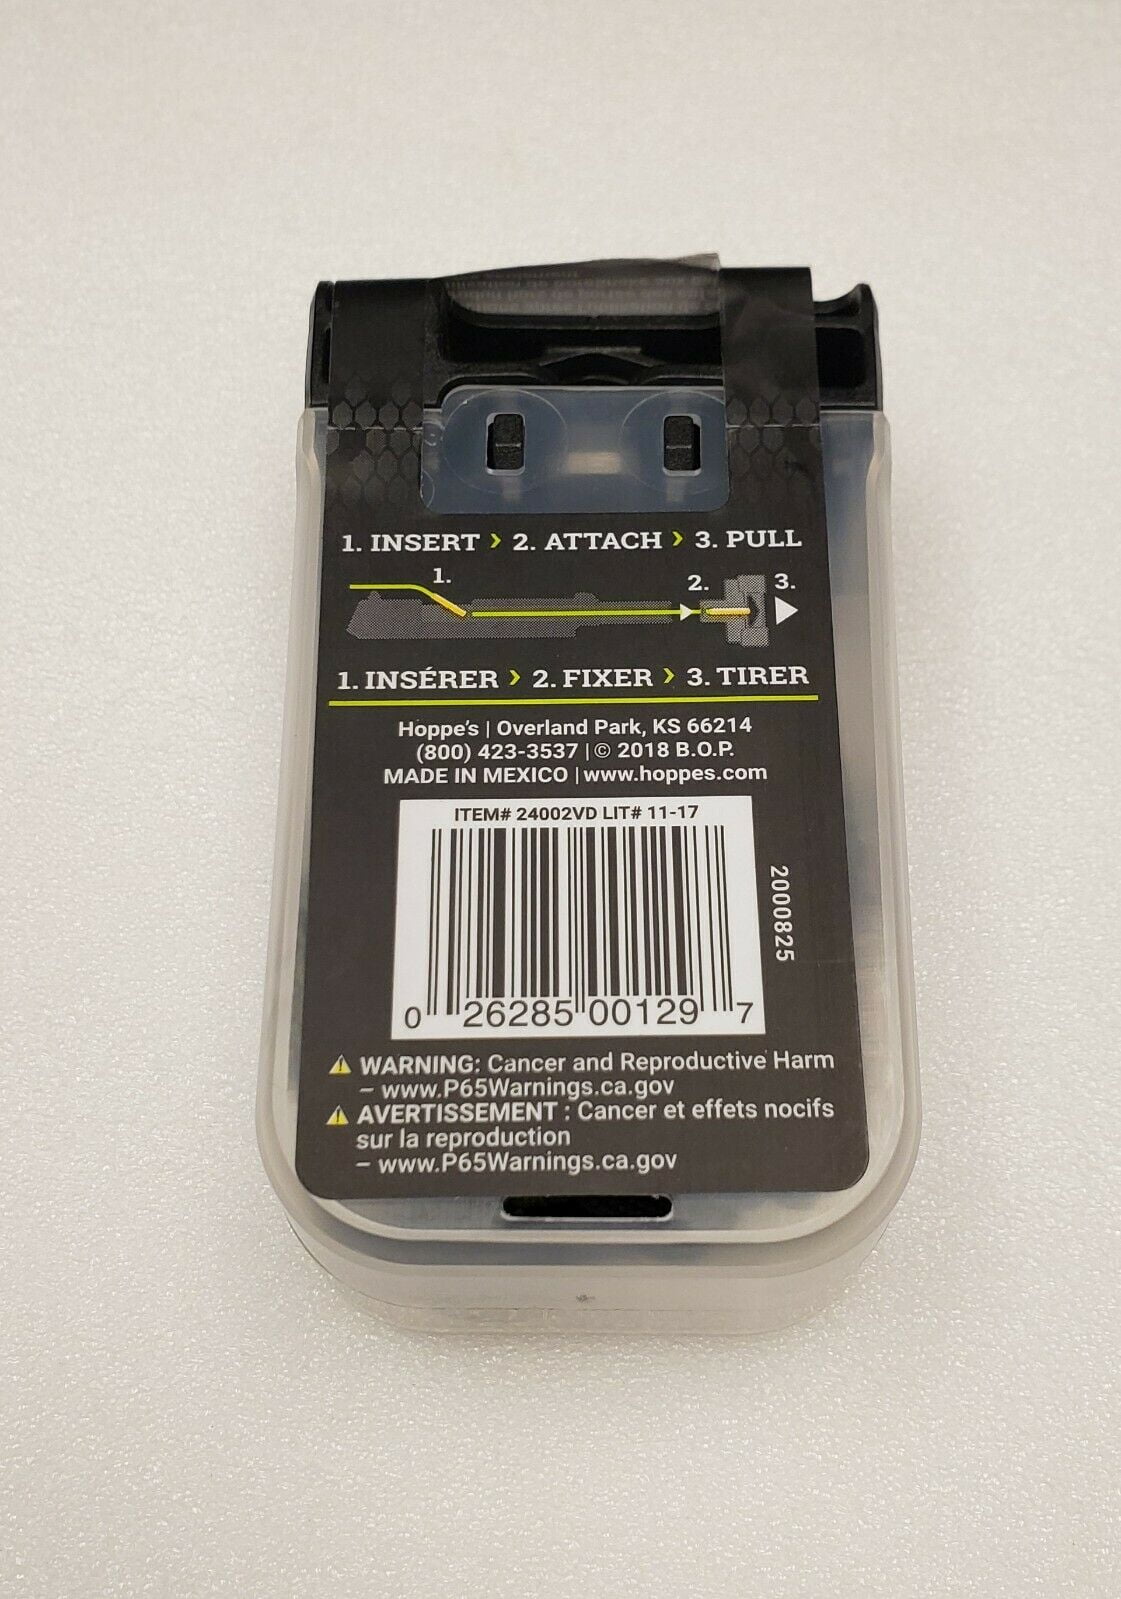 1. INSERT > 2. ATTACH > 3. PULL
1. 2. 3.
1. INSÉRER > 2. FIXER > 3. TIRER
Hoppe's | Overland Park, KS 66214
(800) 423-3537 | © 2018 B.O.P.
MADE IN MEXICO | www.hoppes.com
ITEM# 24002VD LIT# 11-17
0 26285 00129 7
2000825
⚠ WARNING: Cancer and Reproductive Harm
– www.P65Warnings.ca.gov
⚠ AVERTISSEMENT : Cancer et effets nocifs
sur la reproduction
– www.P65Warnings.ca.gov